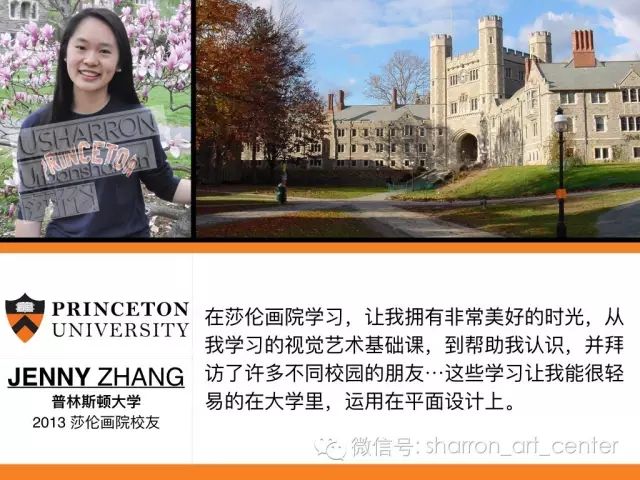 USHARRON
PRINCETON
PRINCETON
UNIVERSITY
JENNY ZHANG
普林斯顿大学
2013 莎伦画院校友
在莎伦画院学习，让我拥有非常美好的时光，从
我学习的视觉艺术基础课，到帮助我认识，并拜
访了许多不同校园的朋友…这些学习让我能很轻
易的在大学里，运用在平面设计上。
微信号: sharron_art_center